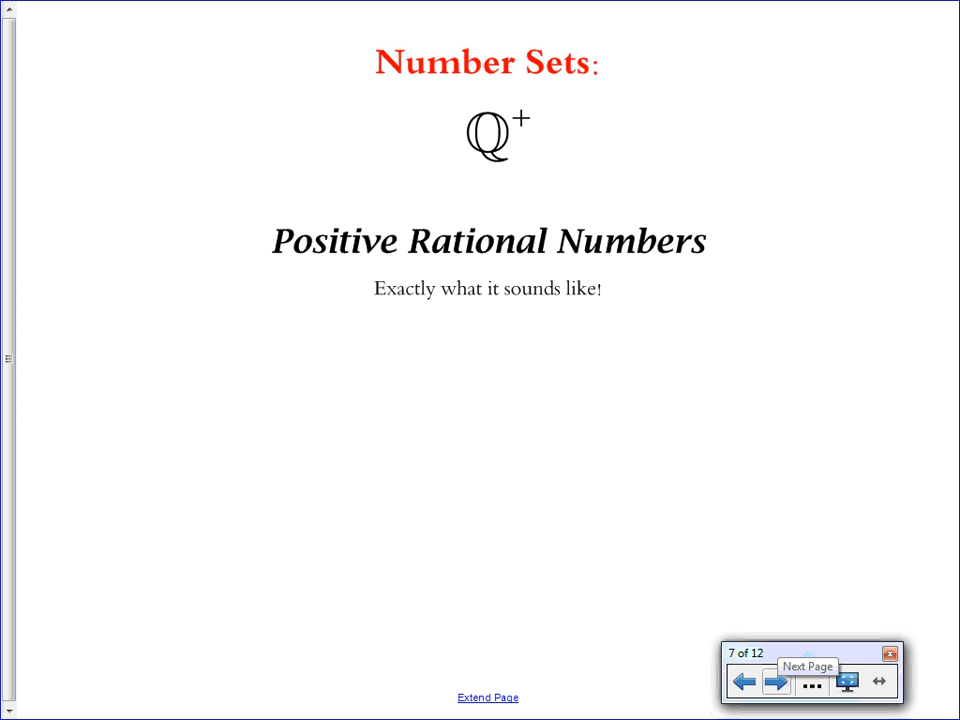 Number Sets:
ℚ⁺
Positive Rational Numbers
Exactly what it sounds like!
7 of 12
Next Page
Extend Page